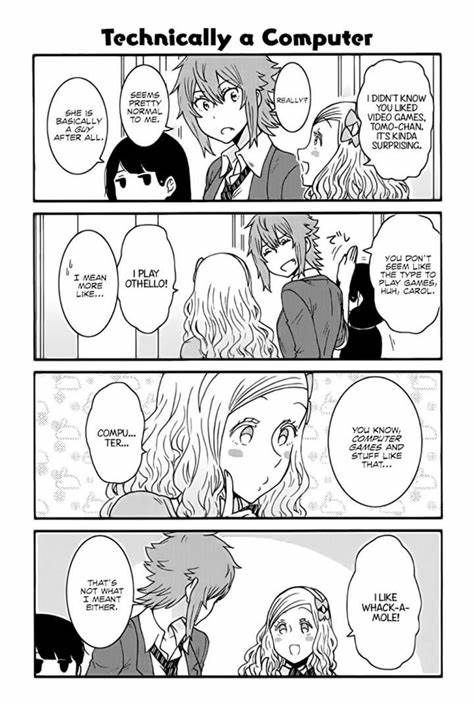 Technically a Computer
I DIDN'T KNOW
YOU LIKED
VIDEO GAMES,
TOMO-CHAN.
IT'S KINDA
SURPRISING.
REALLY?
SEEMS
PRETTY
NORMAL
TO ME.
SHE IS
BASICALLY
A GUY
AFTER ALL.
YOU DON'T
SEEM LIKE
THE TYPE TO
PLAY GAMES,
HUH, CAROL.
でし
I PLAY
OTHELLO!
I MEAN
MORE
LIKE...
YOU KNOW,
COMPUTER
GAMES AND
STUFF LIKE
THAT...
COMPU...
TER...
I LIKE
WHACK-A-
MOLE!
THAT'S
NOT WHAT
I MEANT
EITHER.